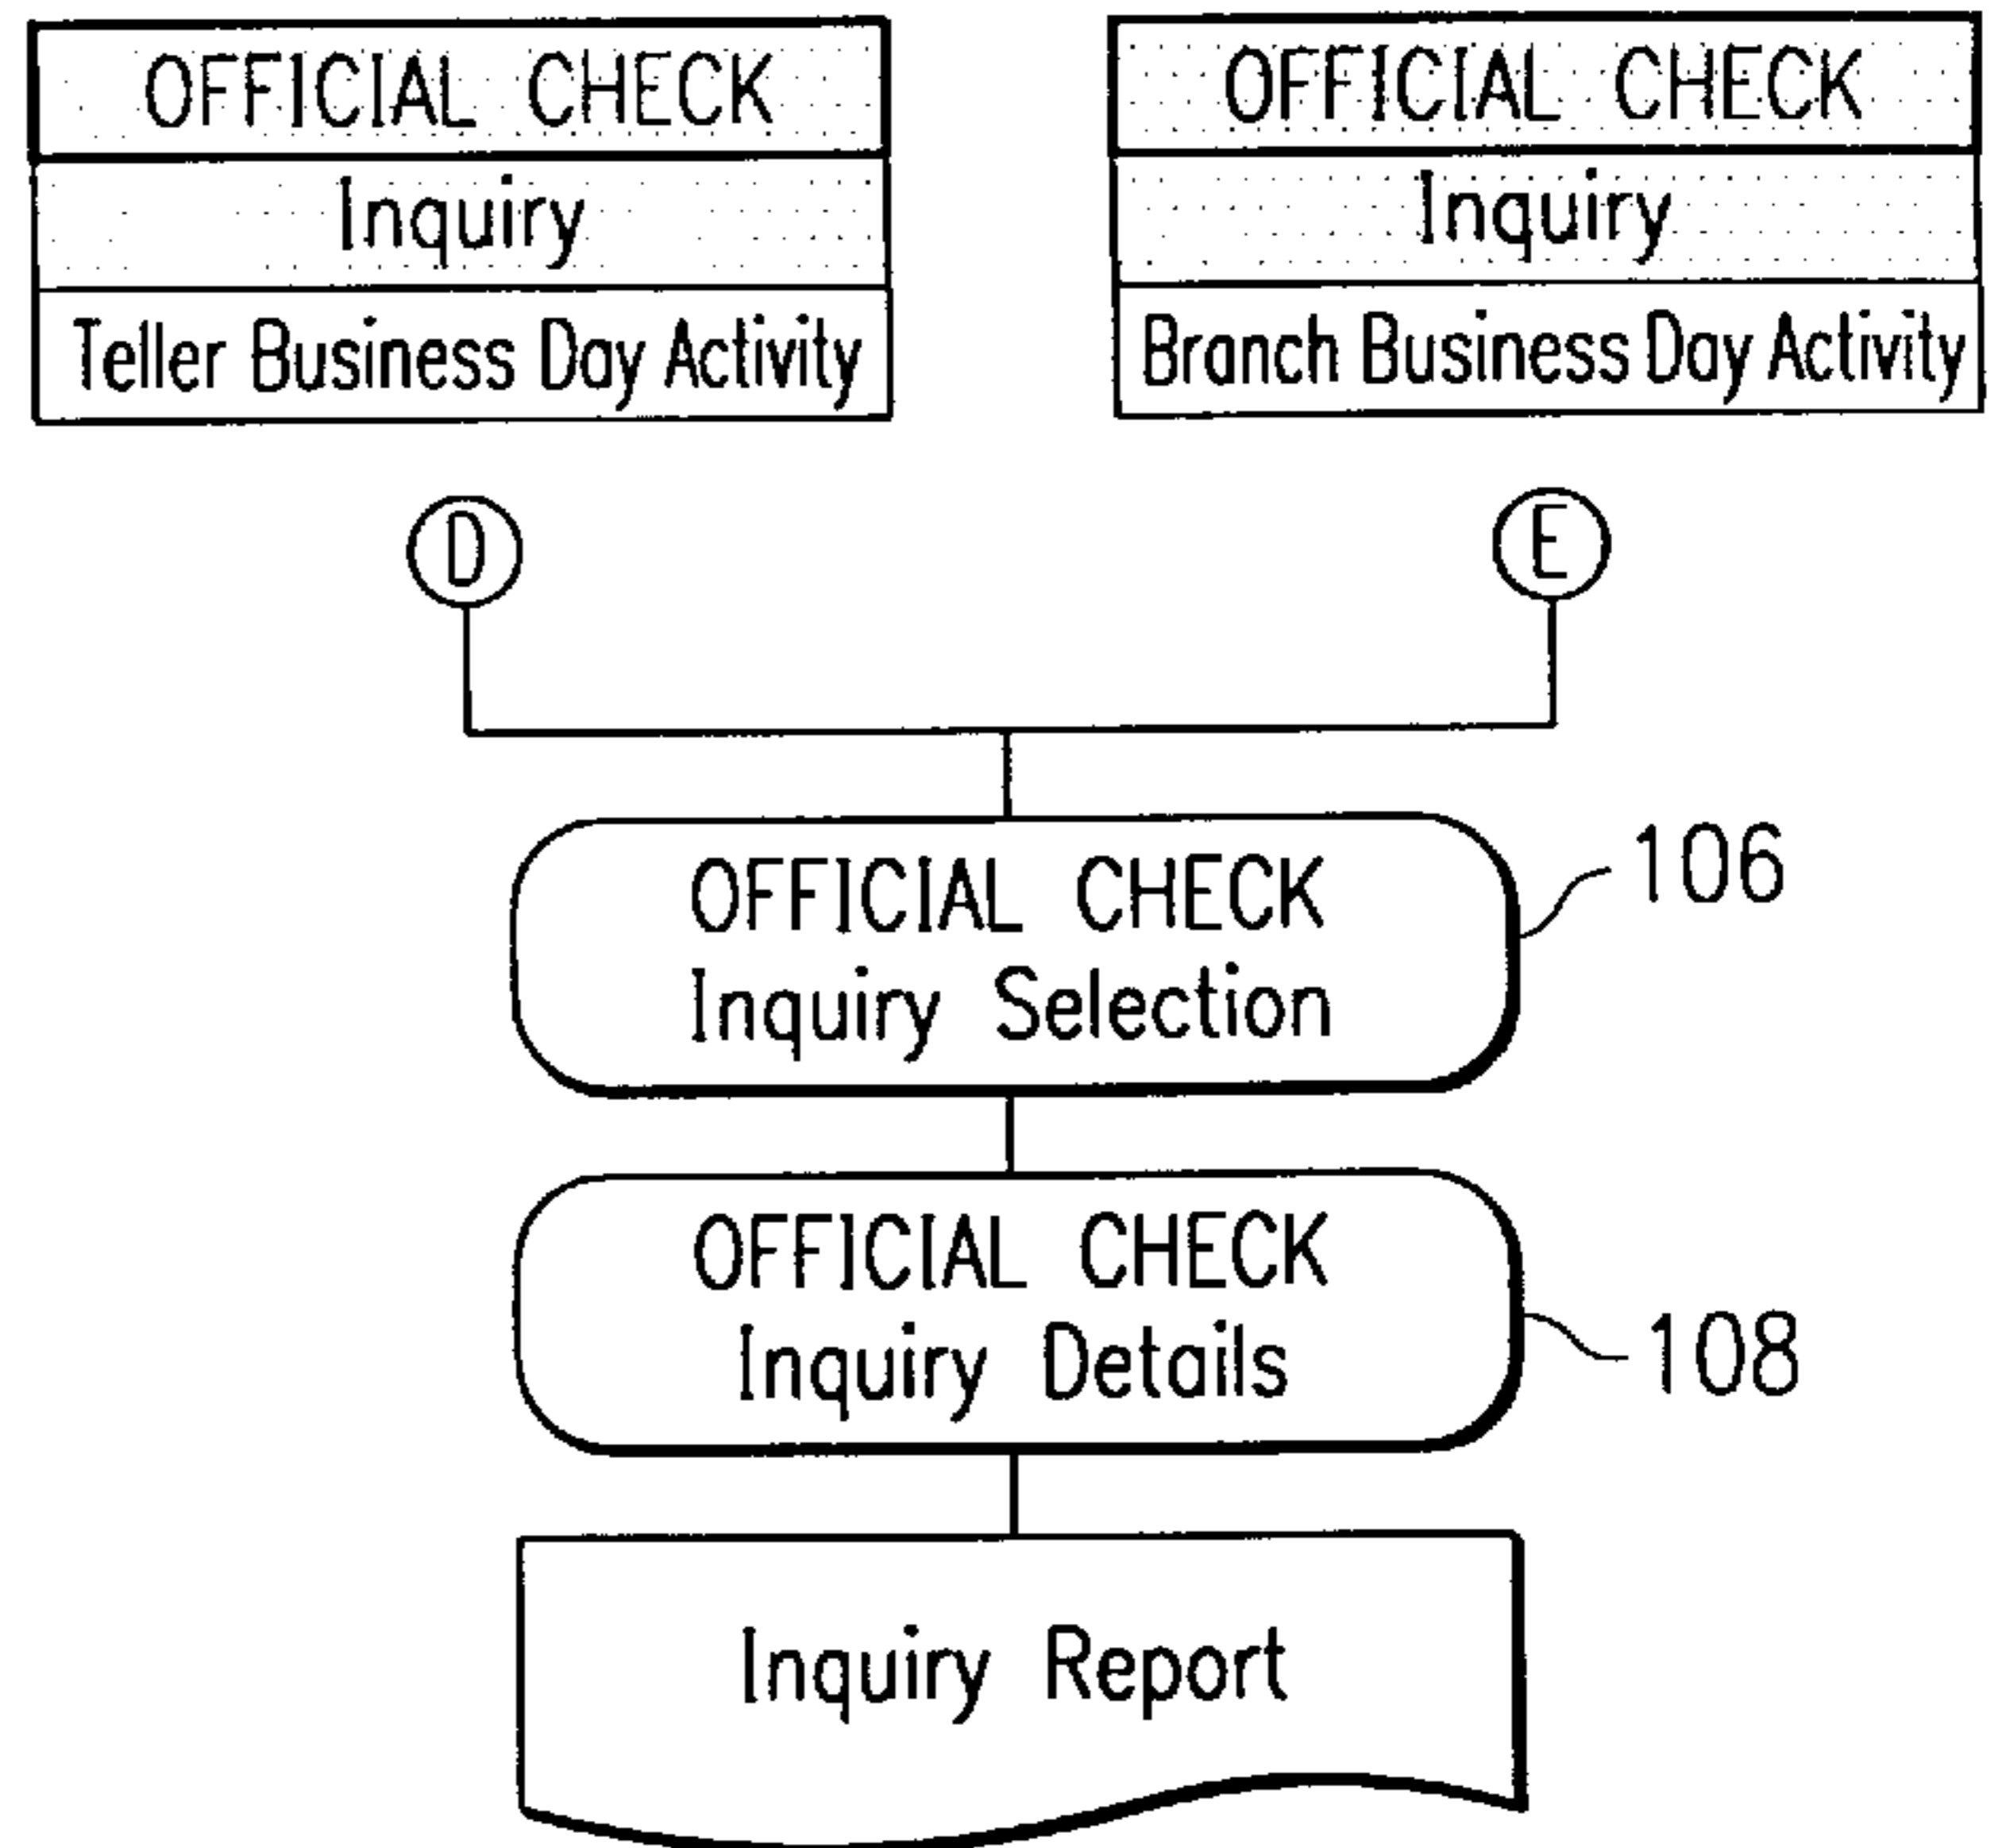 OFFICIAL CHECK
Inquiry
Teller Business Day Activity
OFFICIAL CHECK
Inquiry
Branch Business Day Activity
D
E
OFFICIAL CHECK
Inquiry Selection
106
OFFICIAL CHECK
Inquiry Details
108
Inquiry Report